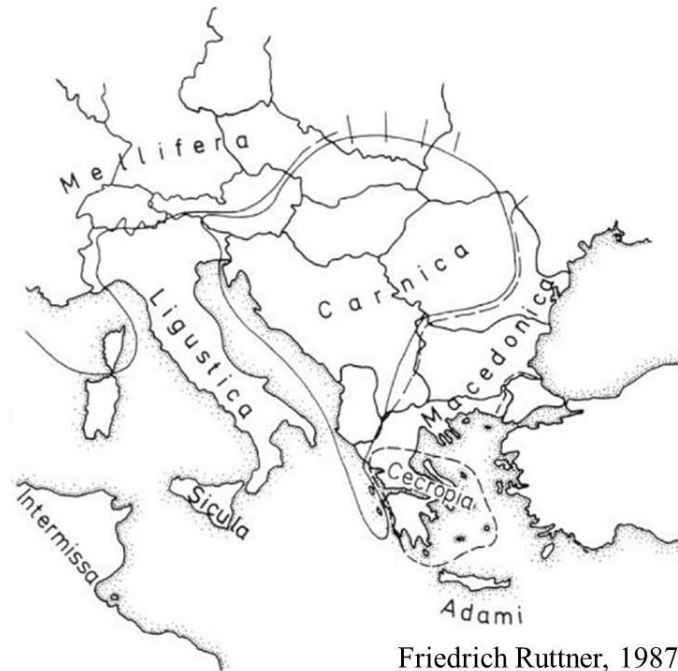 Mellifera
Carnica
Ligustica
Macedonica
Cecropia
Sicula
Intermissa
Adami
Friedrich Ruttner, 1987